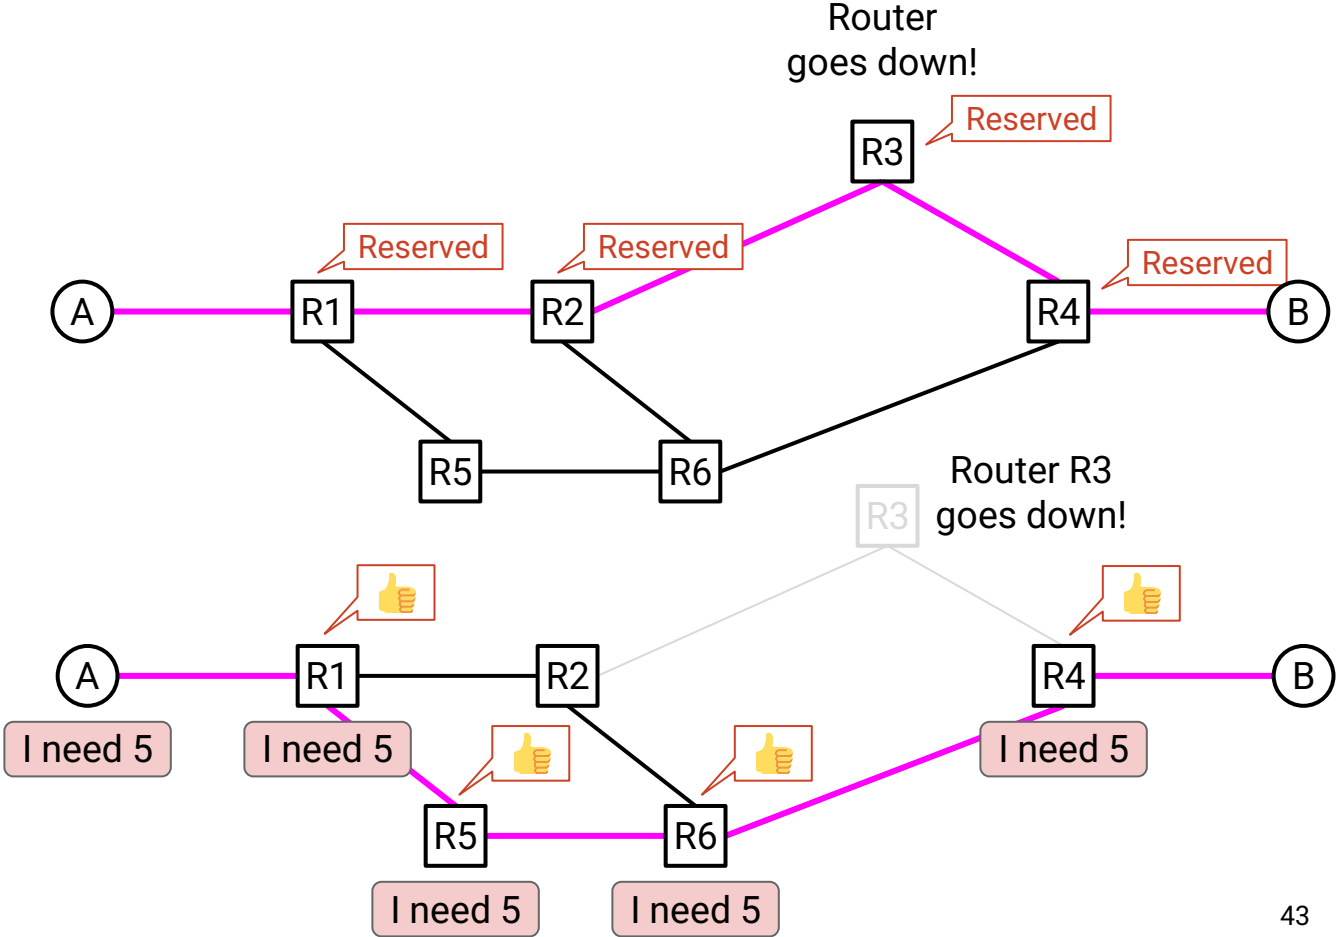 Router
goes down!
Reserved
R3
Reserved
Reserved
Reserved
A
R1
R2
R4
B
R5
R6
Router R3
goes down!
R3
A
R1
R2
R4
B
I need 5
I need 5
I need 5
R5
R6
I need 5
I need 5
43